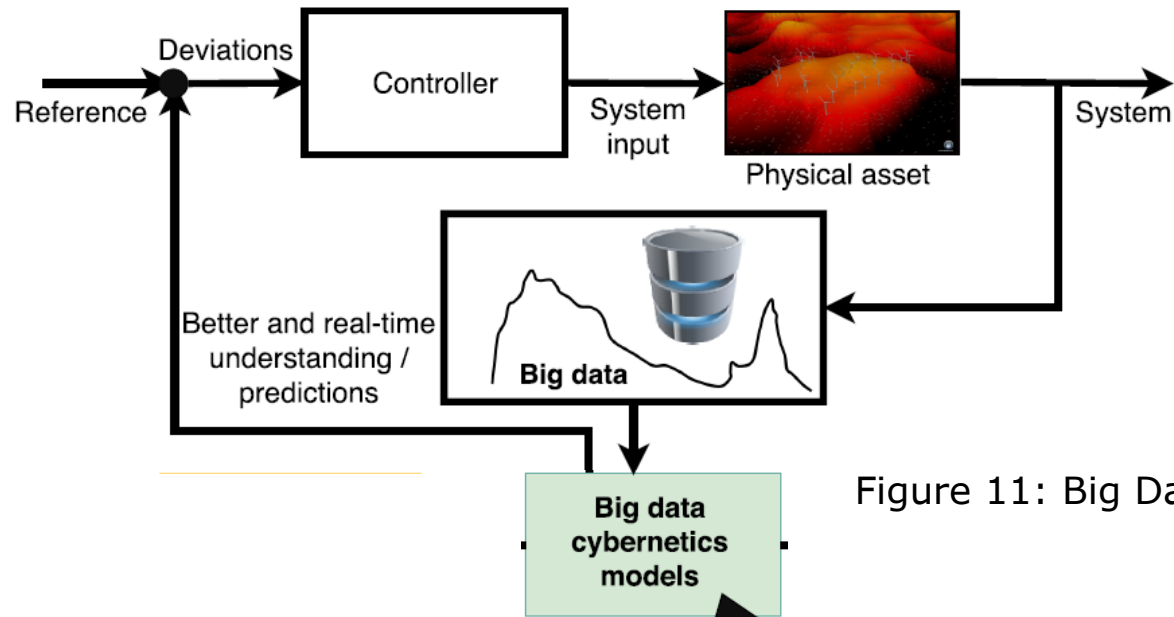 Deviations
Reference
Controller
System
input
Physical asset
System
Better and real-time
understanding /
predictions
Big data
Big data
cybernetics
models
Figure 11: Big